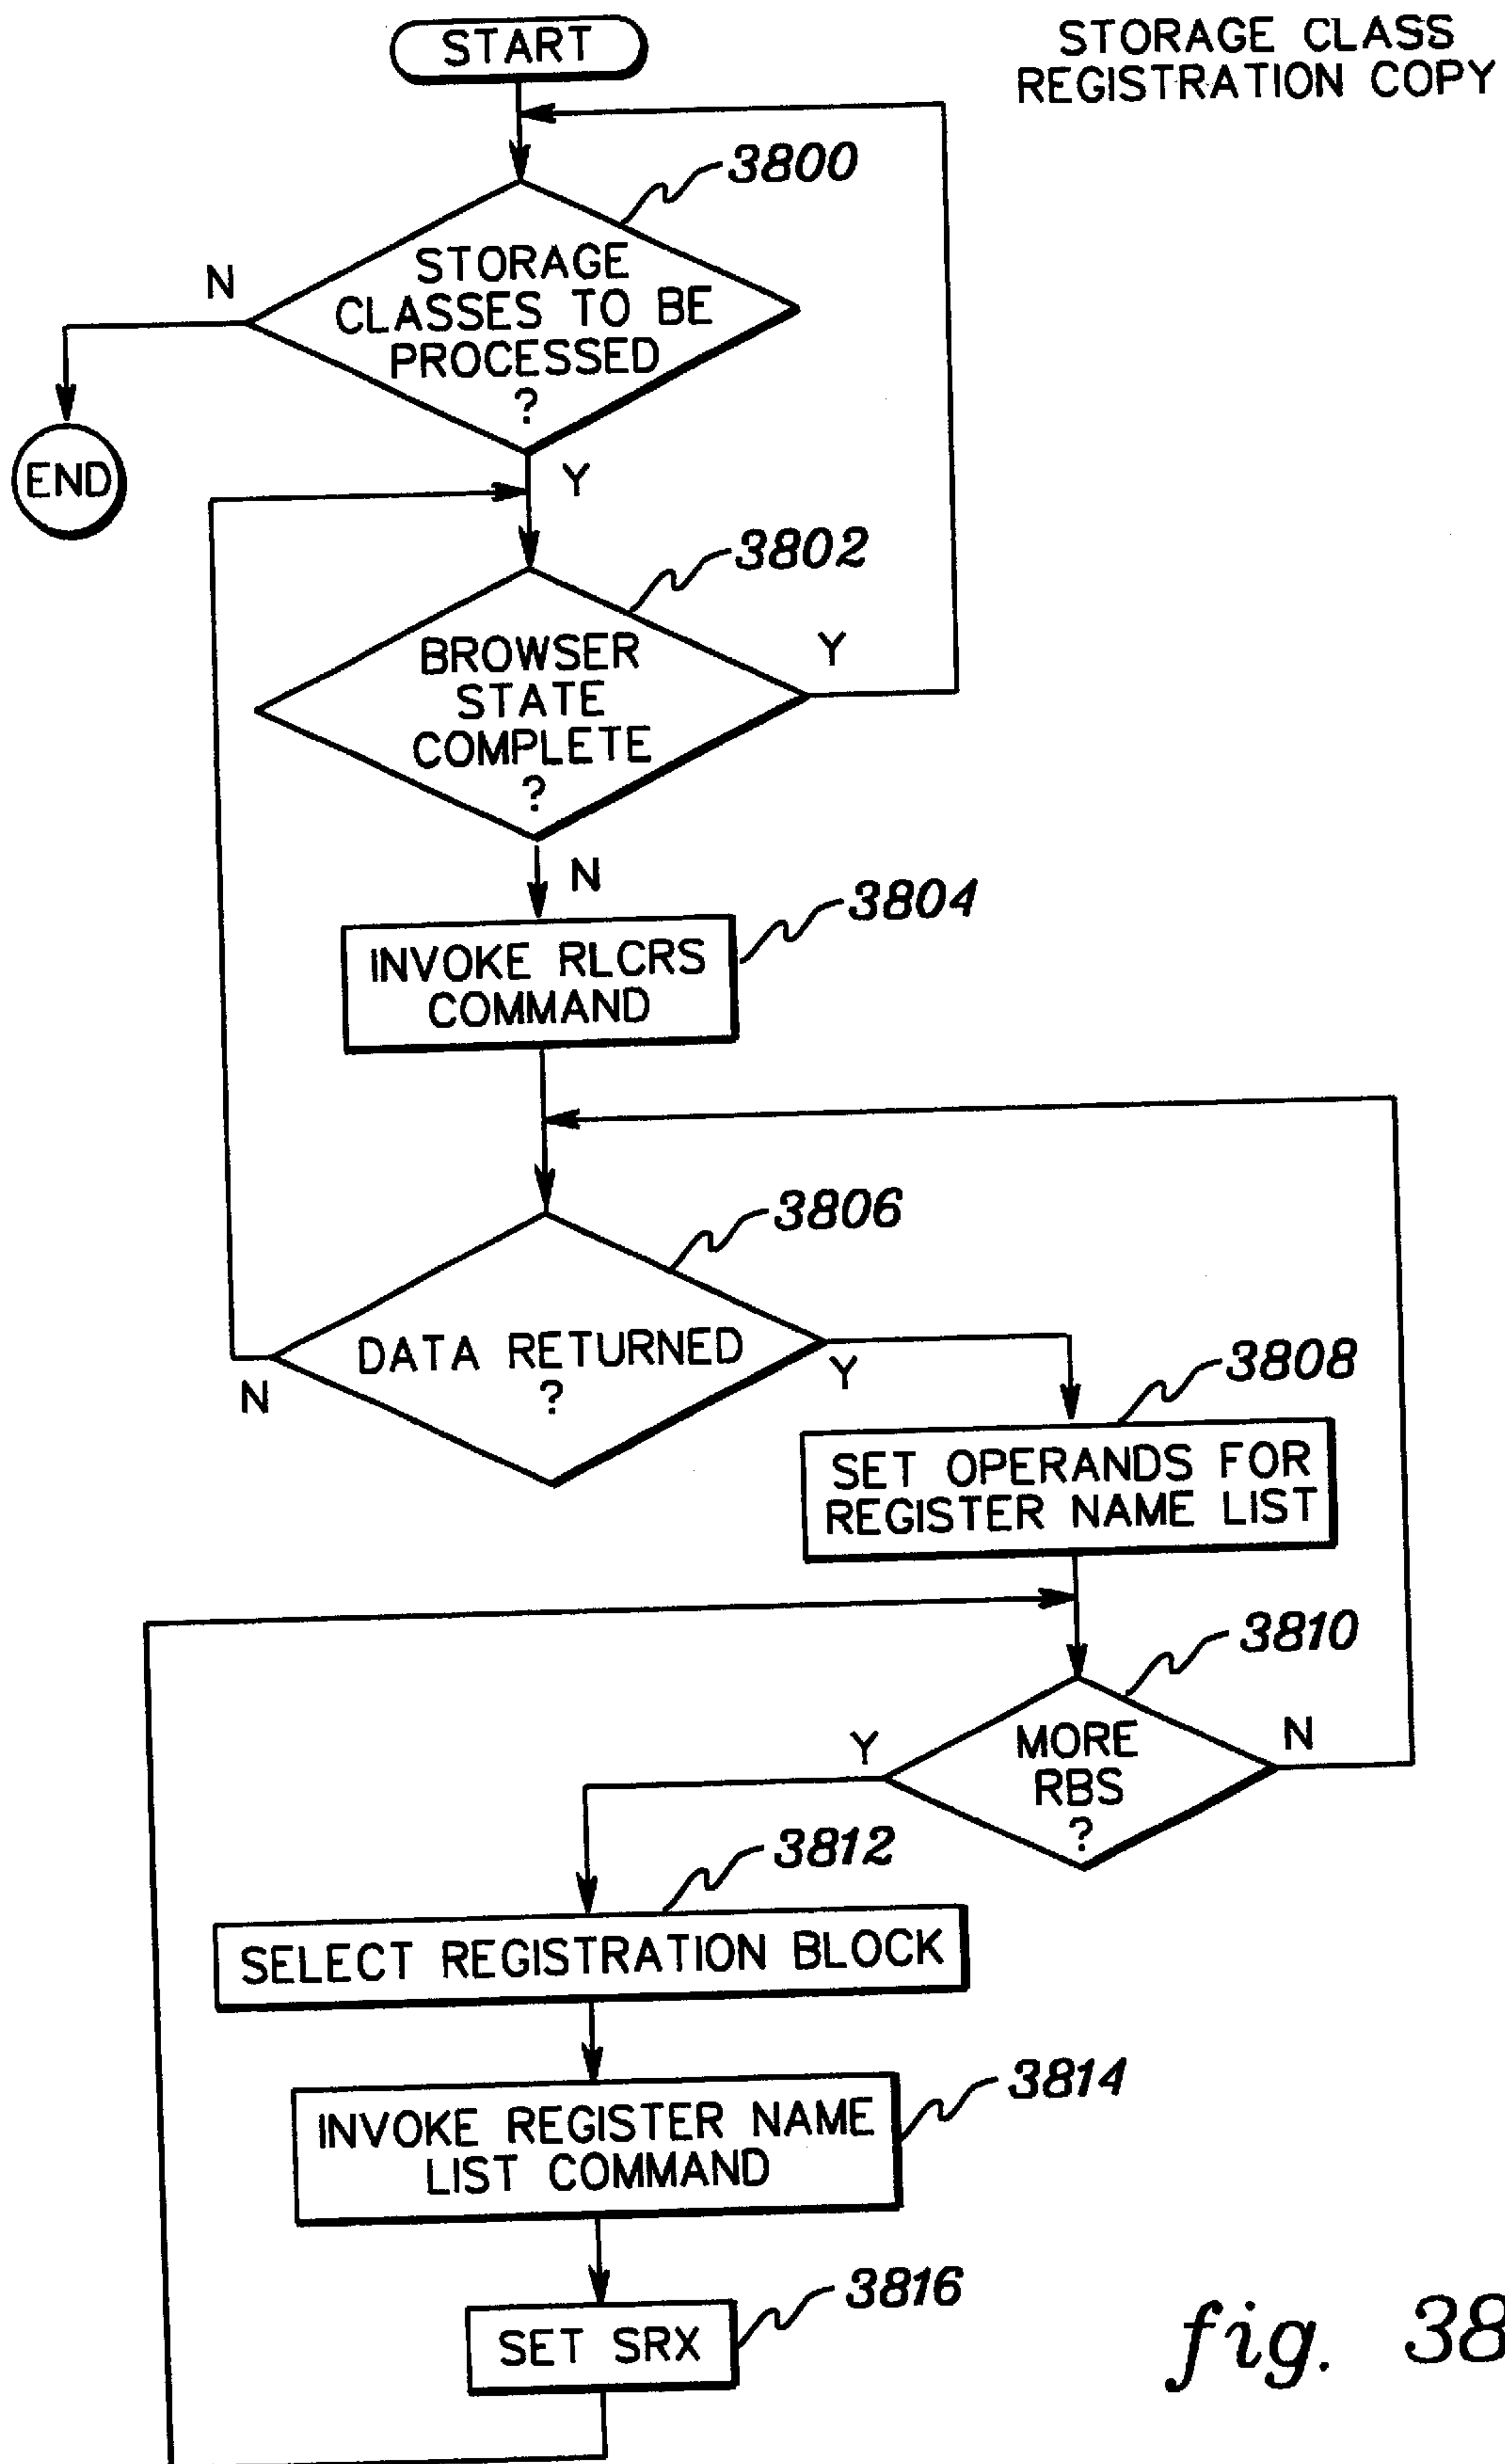 START
STORAGE CLASS
REGISTRATION COPY
3800
N
STORAGE
CLASSES TO BE
PROCESSED
?
END
Y
3802
BROWSER
STATE
COMPLETE
?
Y
N
3804
INVOKE RLCRS
COMMAND
3806
DATA RETURNED
?
N
Y
3808
SET OPERANDS FOR
REGISTER NAME LIST
3810
Y
MORE
RBS
?
N
3812
SELECT REGISTRATION BLOCK
3814
INVOKE REGISTER NAME
LIST COMMAND
3816
SET SRX
fig. 38